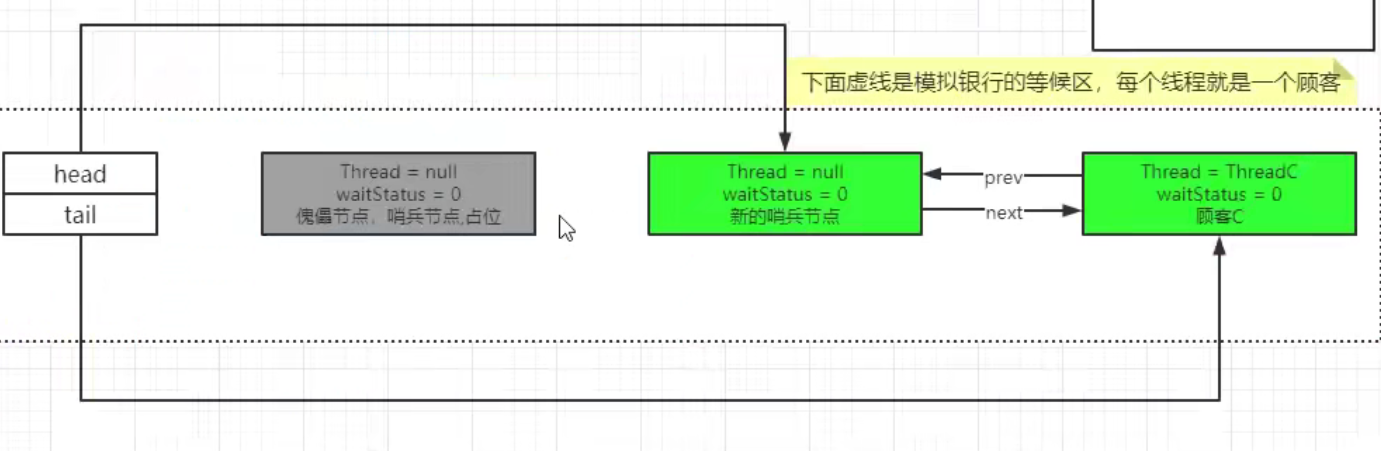 下面虚线是模拟银行的等候区，每个线程就是一个顾客
head
tail
Thread = null
waitStatus = 0
傀儡节点，哨兵节点,占位
Thread = null
waitStatus = 0
新的哨兵节点
prev
next
Thread = ThreadC
waitStatus = 0
顾客C